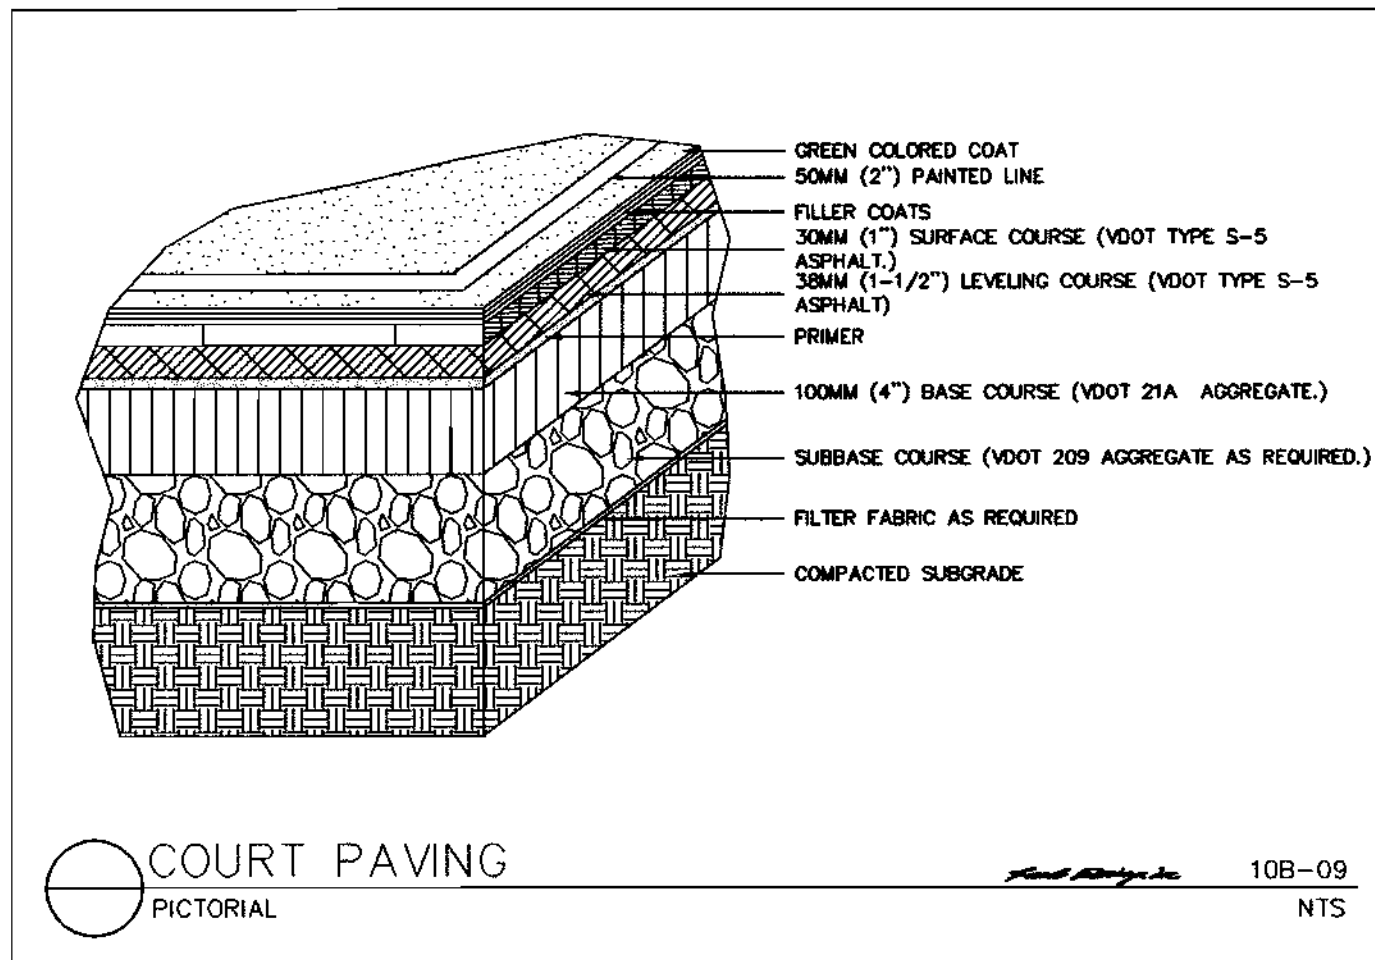 GREEN COLORED COAT
50MM (2") PAINTED LINE
FILLER COATS
30MM (1") SURFACE COURSE (VDOT TYPE S-5
ASPHALT.)
38MM (1-1/2") LEVELING COURSE (VDOT TYPE S-5
ASPHALT)
PRIMER
100MM (4") BASE COURSE (VDOT 21A AGGREGATE.)
SUBBASE COURSE (VDOT 209 AGGREGATE AS REQUIRED.)
FILTER FABRIC AS REQUIRED
COMPACTED SUBGRADE
COURT PAVING
10B-09
PICTORIAL
NTS